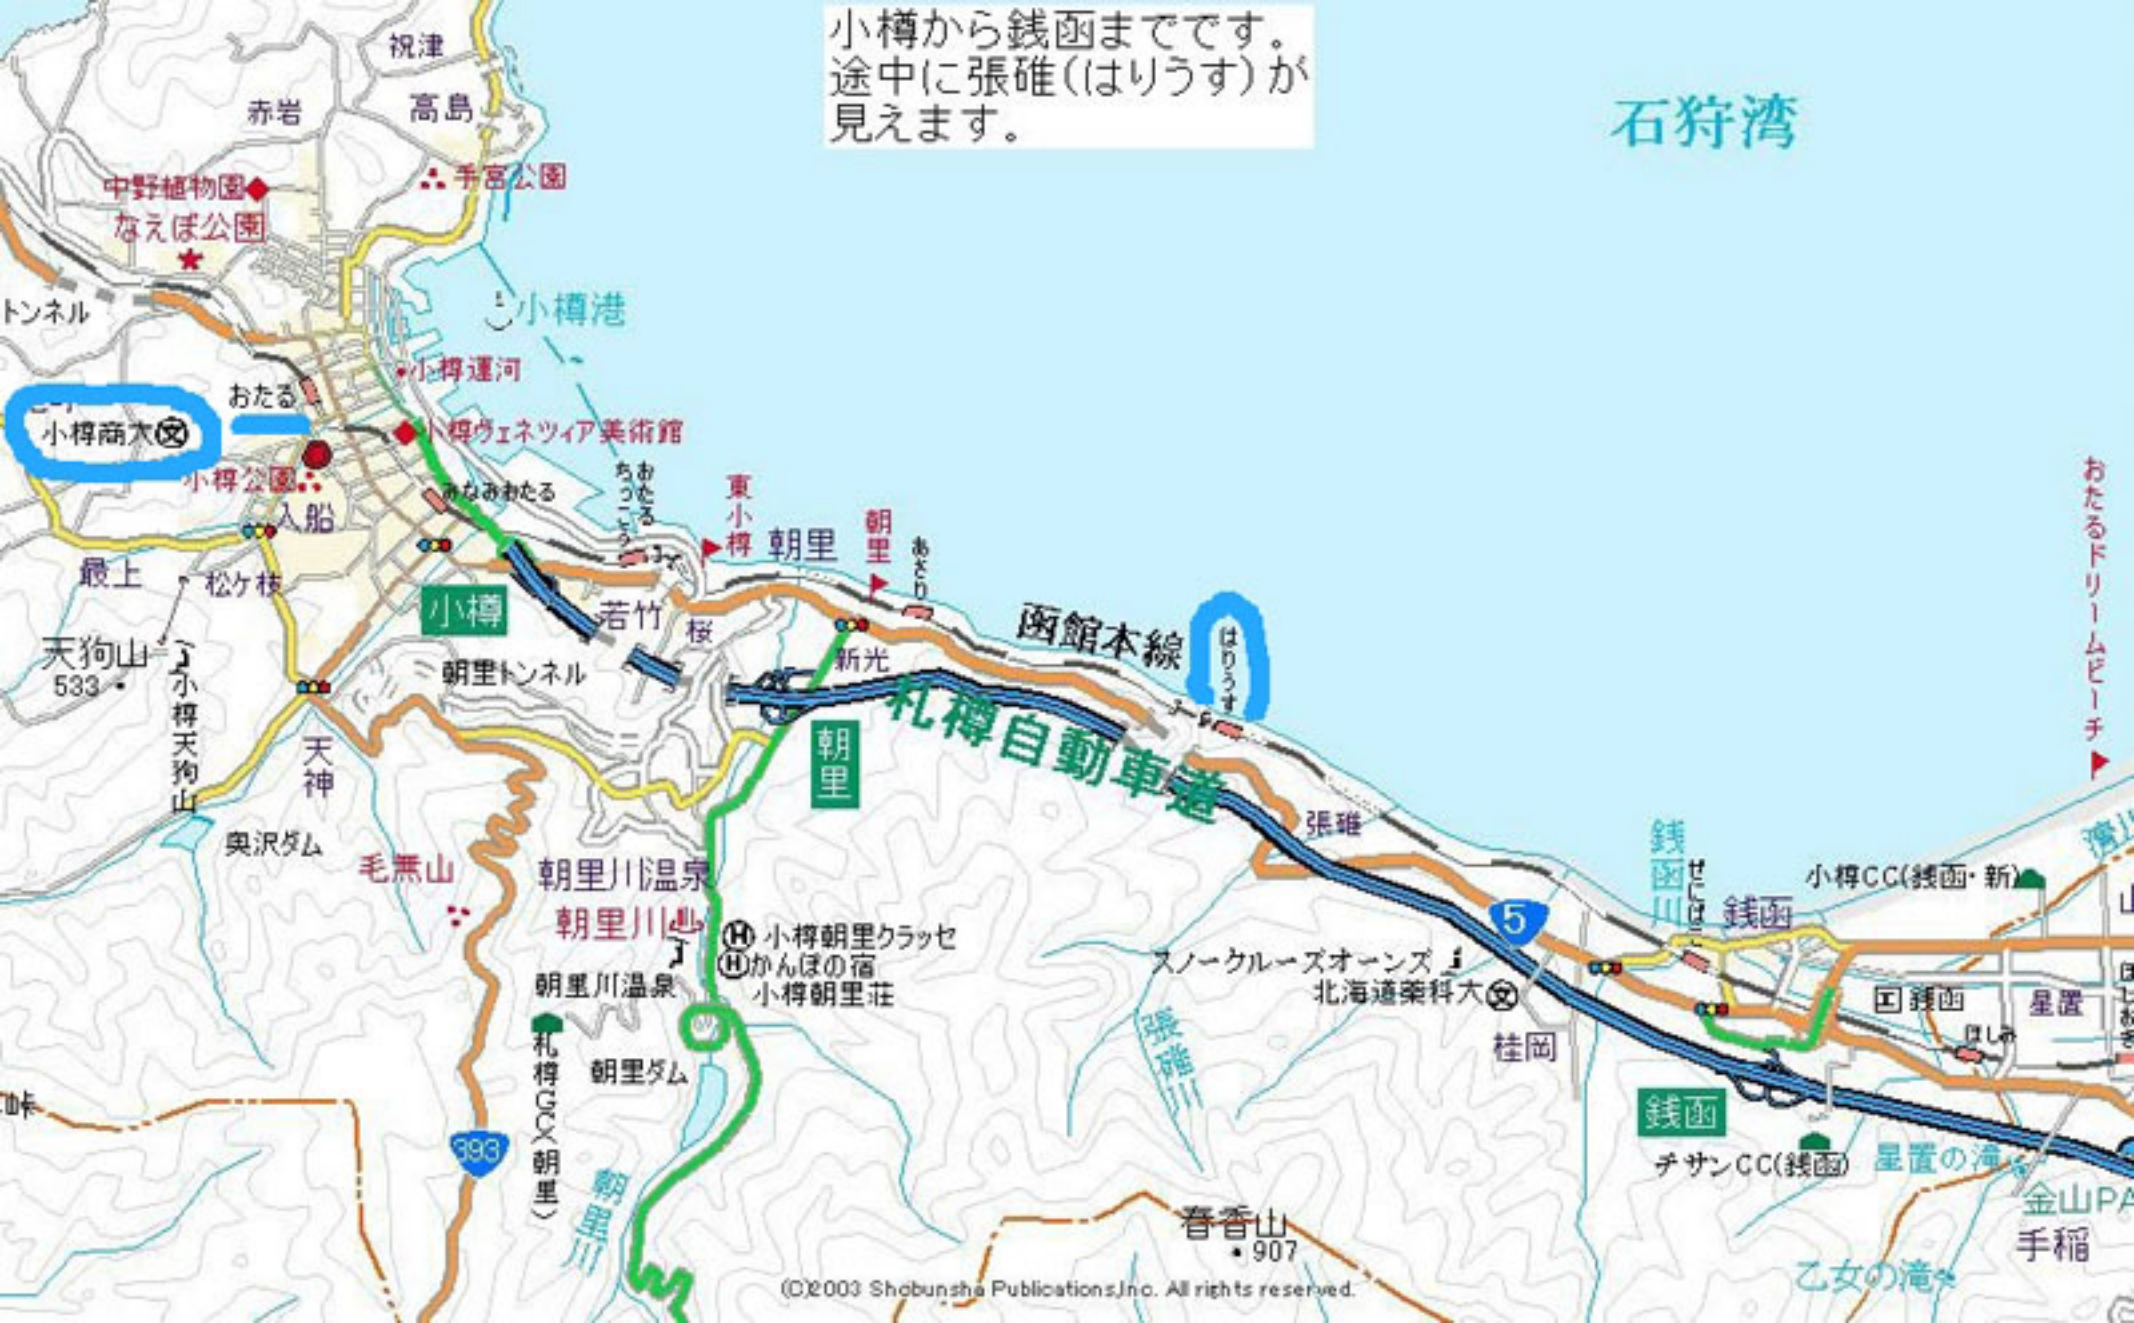 小樽から銭函までです。
途中に張碓(はりうす)が
見えます。
石狩湾
祝津
赤岩
高島
中野植物園
手宮公園
なえぼ公園
トンネル
小樽港
小樽運河
おたる
小樽商大
文
小樽ヴェネツィア美術館
小樽公園
みなみおたる
おたる
ちっこう
東小樽
朝里
朝里
あさり
入船
最上
松ケ枝
小樽
若竹
桜
函館本線
はりうす
おたるドリームビーチ
天狗山
533
小樽天狗山
朝里トンネル
新光
札樽自動車道
朝里
天神
奥沢ダム
毛無山
張碓
朝里川温泉
朝里川
銭函川
ぜにばこ
銭函
小樽CC(銭函・新)
5
H
小樽朝里クラッセ
H
かんぽの宿
小樽朝里荘
スノークルーズオーンズ
北海道薬科大
文
朝里川温泉
工
銭函
星置
ほしみ
桂岡
朝里ダム
札樽GC(朝里)
銭函
チサンCC(銭函)
星置の滝
393
朝里川
金山PA
手稲
春香山
907
乙女の滝
(C)2003 Shobunsha Publications,Inc. All rights reserved.